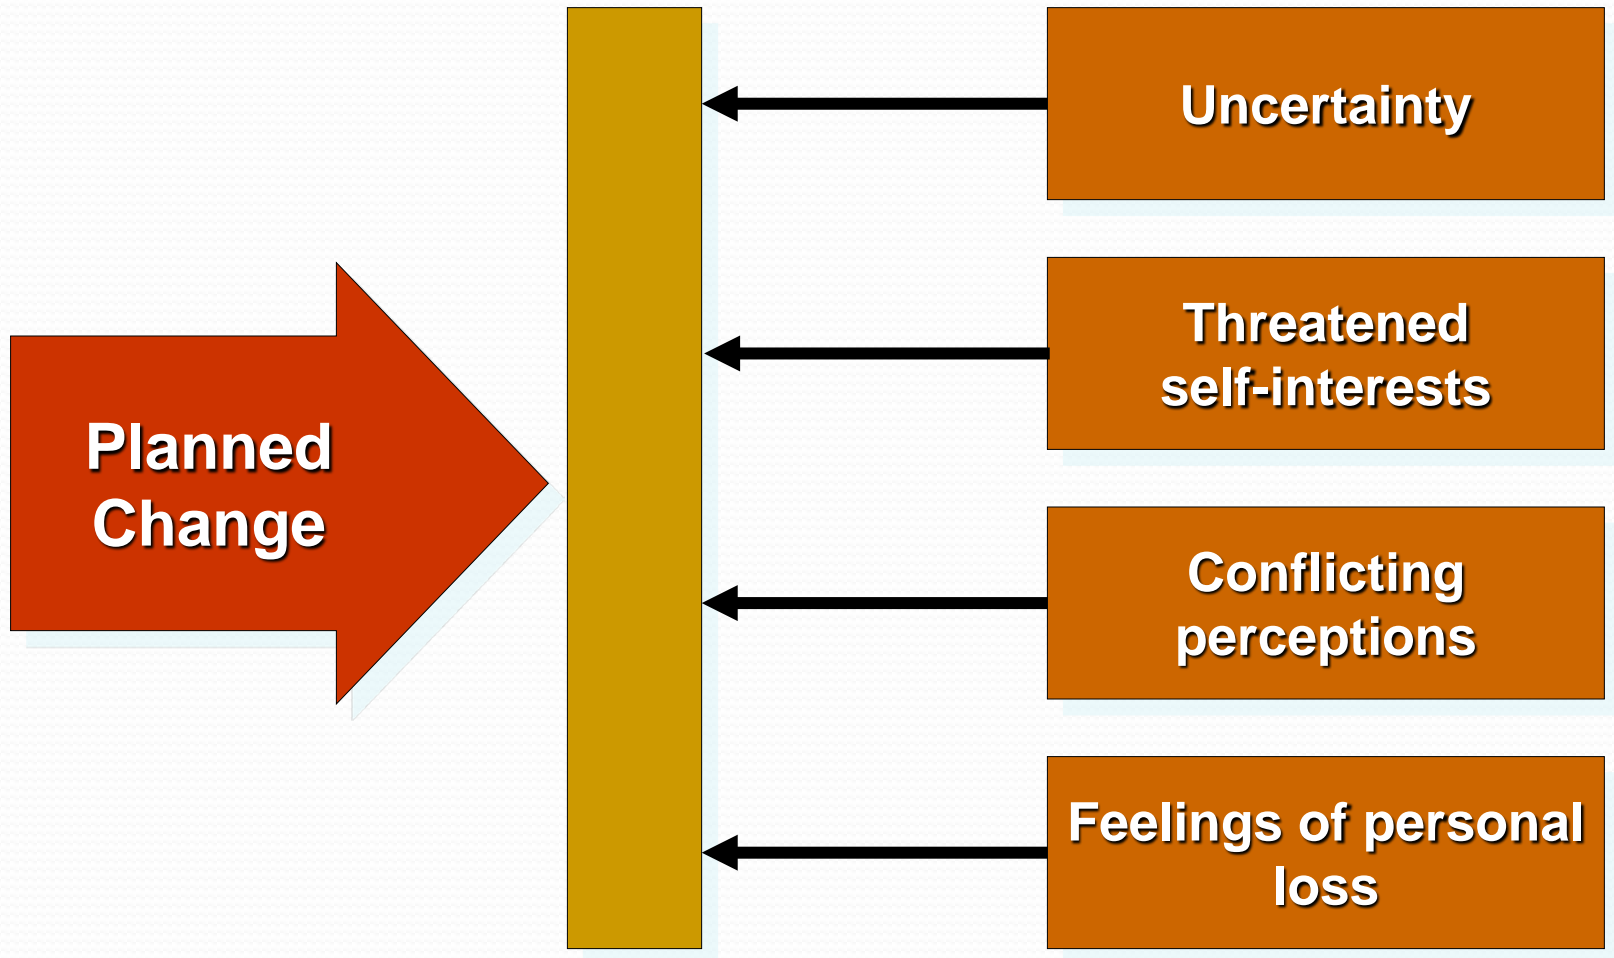 Planned
Change
Uncertainty
Threatened
self-interests
Conflicting
perceptions
Feelings of personal
loss